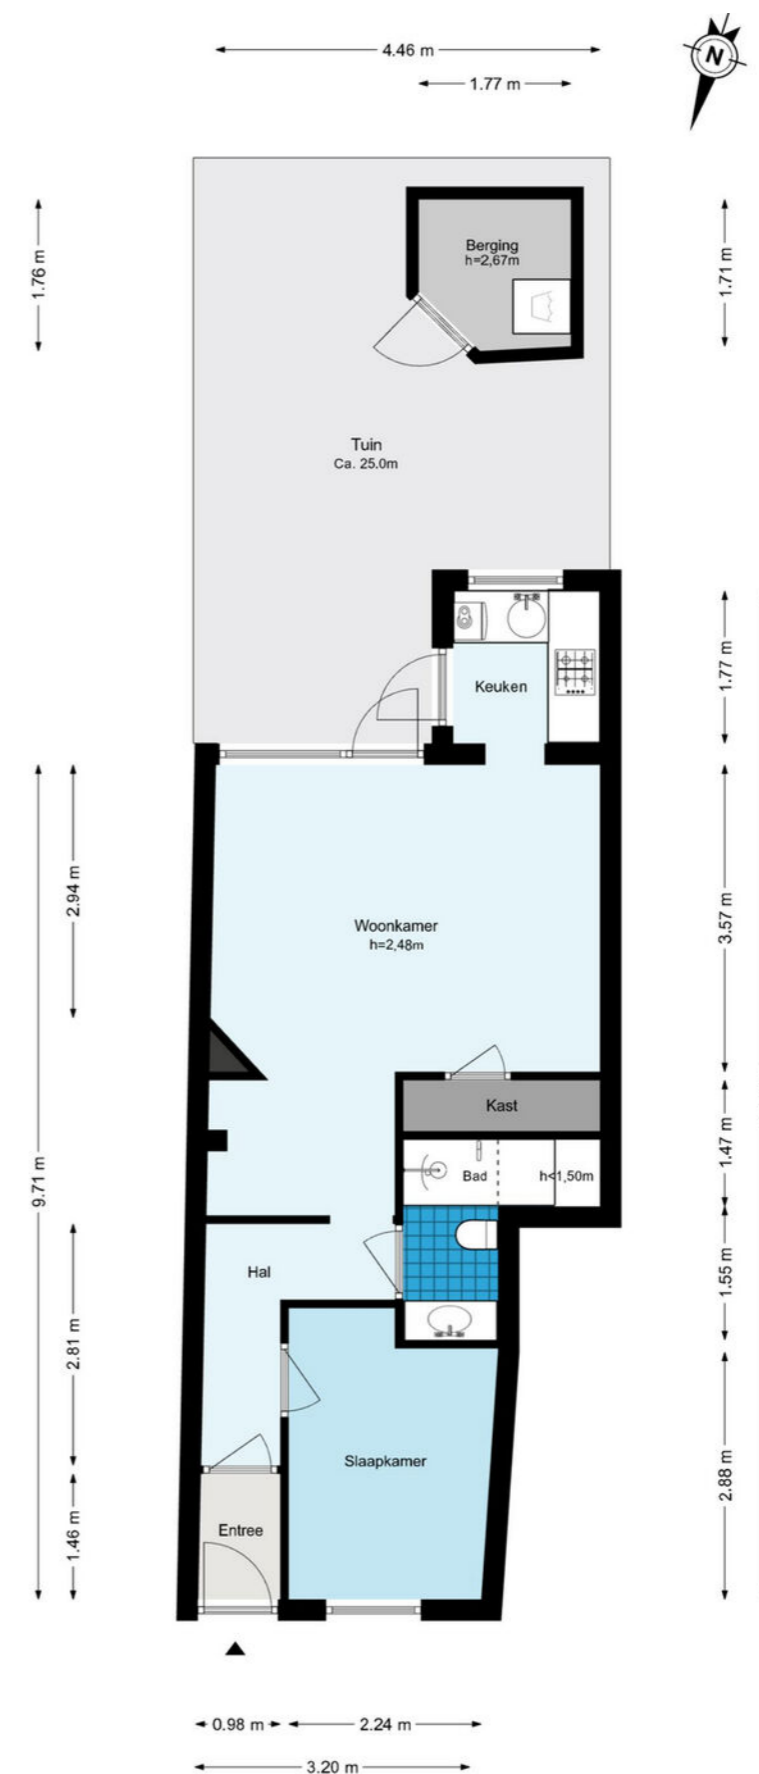 4.46 m
1.77 m
N
1.76 m
1.71 m
Berging
h=2,67m
Tuin
Ca. 25.0m
1.77 m
Keuken
2.94 m
3.57 m
Woonkamer
h=2,48m
Kast
1.47 m
Bad
h<1,50m
9.71 m
Hal
1.55 m
2.81 m
Slaapkamer
2.88 m
Entree
1.46 m
0.98 m
2.24 m
3.20 m